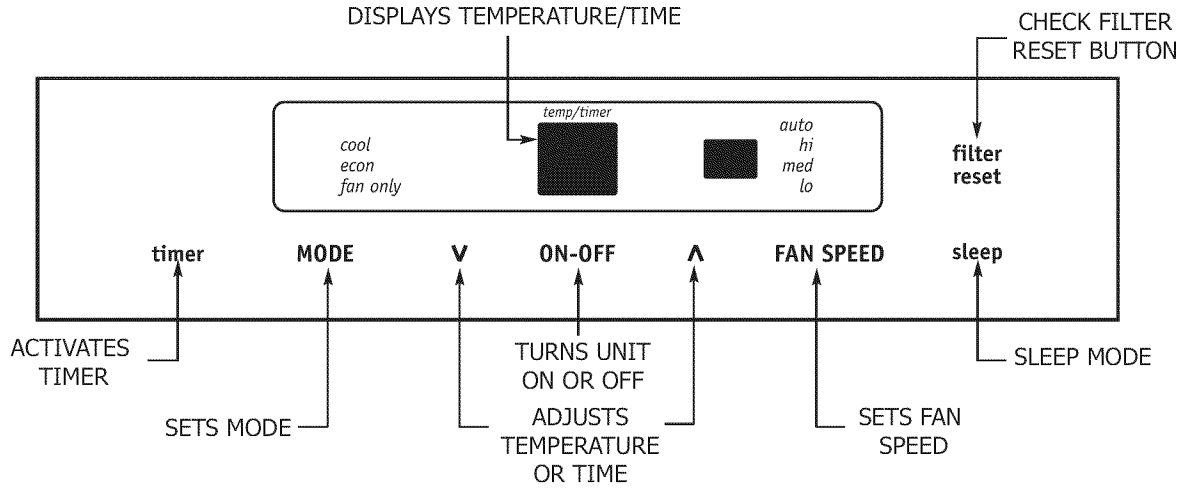 DISPLAYS TEMPERATURE/TIME
CHECK FILTER
RESET BUTTON
temp/timer
cool
econ
fan only
auto
hi
med
lo
filter
reset
timer
MODE
V
ON-OFF
Λ
FAN SPEED
sleep
ACTIVATES
TIMER
SETS MODE
TURNS UNIT
ON OR OFF
ADJUSTS
TEMPERATURE
OR TIME
SETS FAN
SPEED
SLEEP MODE